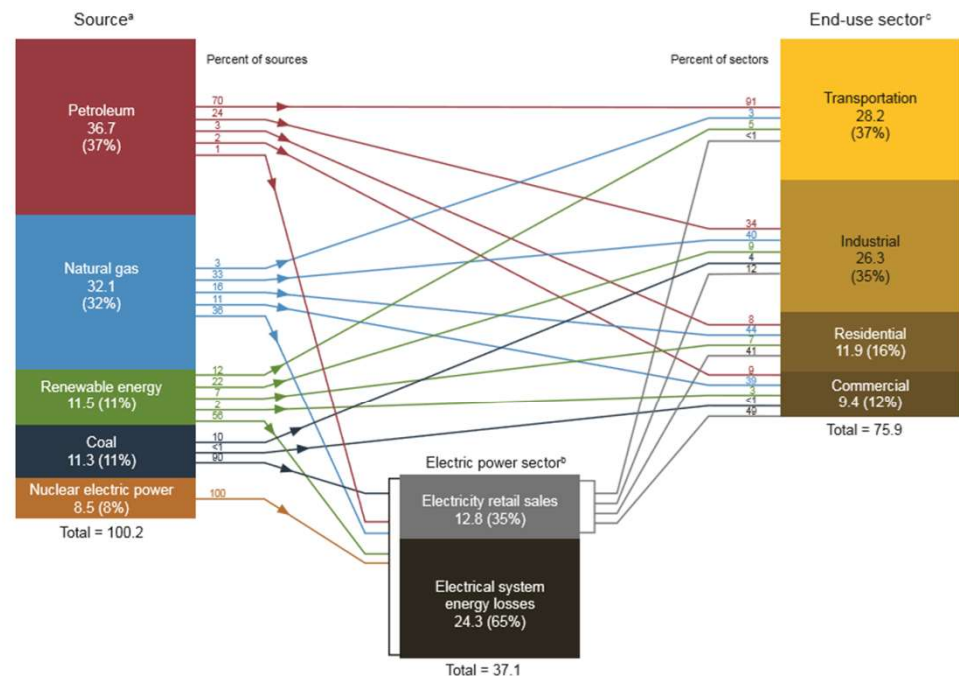 Sourceᵃ
End-use sectorᶜ
Percent of sources
Percent of sectors
Petroleum
36.7
(37%)
70
24
3
2
1
Natural gas
32.1
(32%)
3
33
16
11
36
Renewable energy
11.5 (11%)
12
22
7
2
56
Coal
11.3 (11%)
10
<1
90
Nuclear electric power
8.5 (8%)
100
Total = 100.2
Electric power sectorᵇ
Electricity retail sales
12.8 (35%)
Electrical system
energy losses
24.3 (65%)
Total = 37.1
91
3
5
<1
Transportation
28.2
(37%)
34
40
9
4
12
Industrial
26.3
(35%)
8
44
7
41
Residential
11.9 (16%)
9
39
3
<1
49
Commercial
9.4 (12%)
Total = 75.9